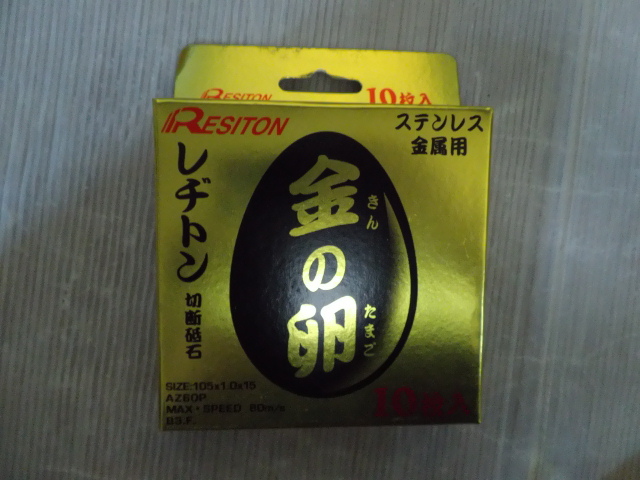 RESITON
10枚入
RESITON
ステンレス
金属用
レヂトン
切断砥石
金の卵
きん
たまご
SIZE:105x1.0x15
AZ60P
MAX・SPEED 80m/s
B.S.F.
10枚入